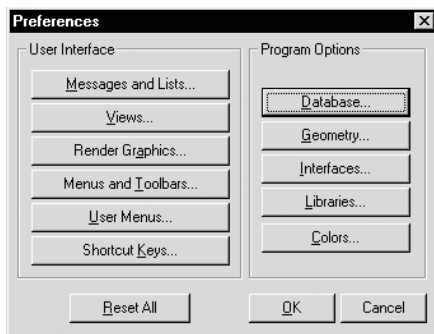 Preferences
User Interface
Messages and Lists...
Views...
Render Graphics...
Menus and Toolbars...
User Menus...
Shortcut Keys...
Program Options
Database...
Geometry...
Interfaces...
Libraries...
Colors...
Reset All
OK
Cancel